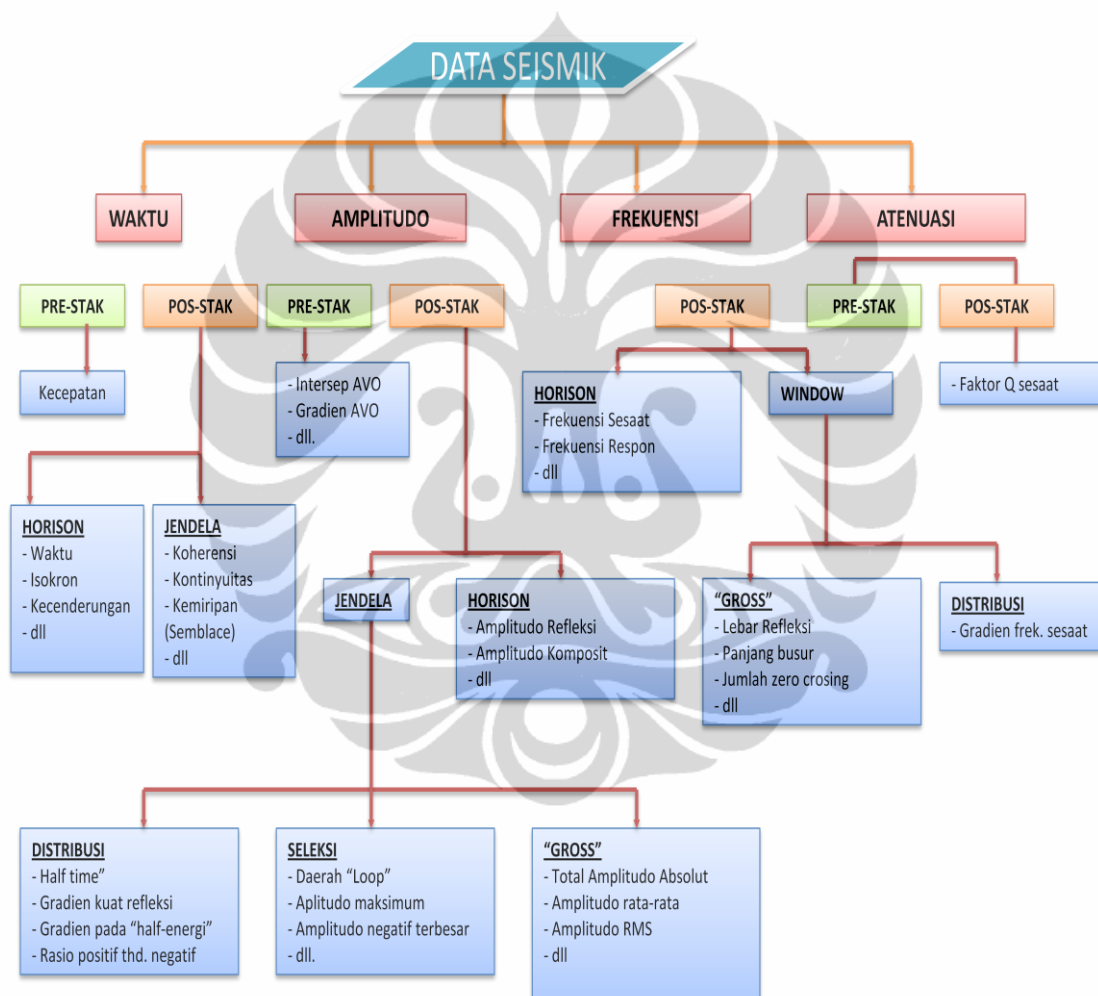 DATA SEISMIK
WAKTU
AMPLITUDO
FREKUENSI
ATENUASI
PRE-STAK
POS-STAK
PRE-STAK
POS-STAK
POS-STAK
PRE-STAK
POS-STAK
Kecepatan
- Intersep AVO
- Gradien AVO
- dll.
HORISON
- Frekuensi Sesaat
- Frekuensi Respon
- dll
WINDOW
- Faktor Q sesaat
HORISON
- Waktu
- Isokron
- Kecenderungan
- dll
JENDELA
- Koherensi
- Kontinyuitas
- Kemiripan
(Semblace)
- dll
JENDELA
HORISON
- Amplitudo Refleksi
- Amplitudo Komposit
- dll
“GROSS”
- Lebar Refleksi
- Panjang busur
- Jumlah zero crosing
- dll
DISTRIBUSI
- Gradien frek. sesaat
DISTRIBUSI
- Half time”
- Gradien kuat refleksi
- Gradien pada “half-energi”
- Rasio positif thd. negatif
SELEKSI
- Daerah “Loop”
- Aplitudo maksimum
- Amplitudo negatif terbesar
- dll.
“GROSS”
- Total Amplitudo Absolut
- Amplitudo rata-rata
- Amplitudo RMS
- dll